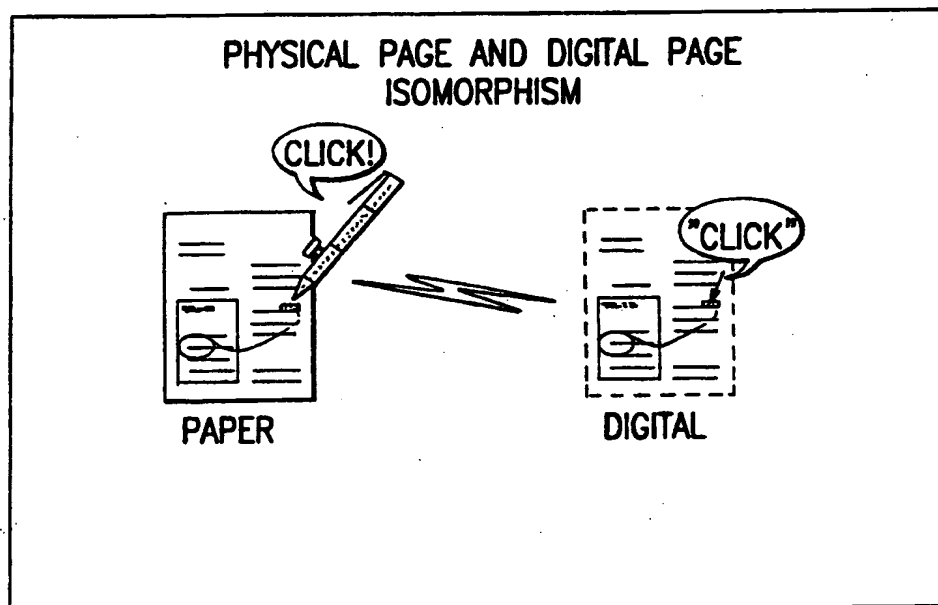 PHYSICAL PAGE AND DIGITAL PAGE
ISOMORPHISM
CLICK!
"CLICK"
PAPER
DIGITAL